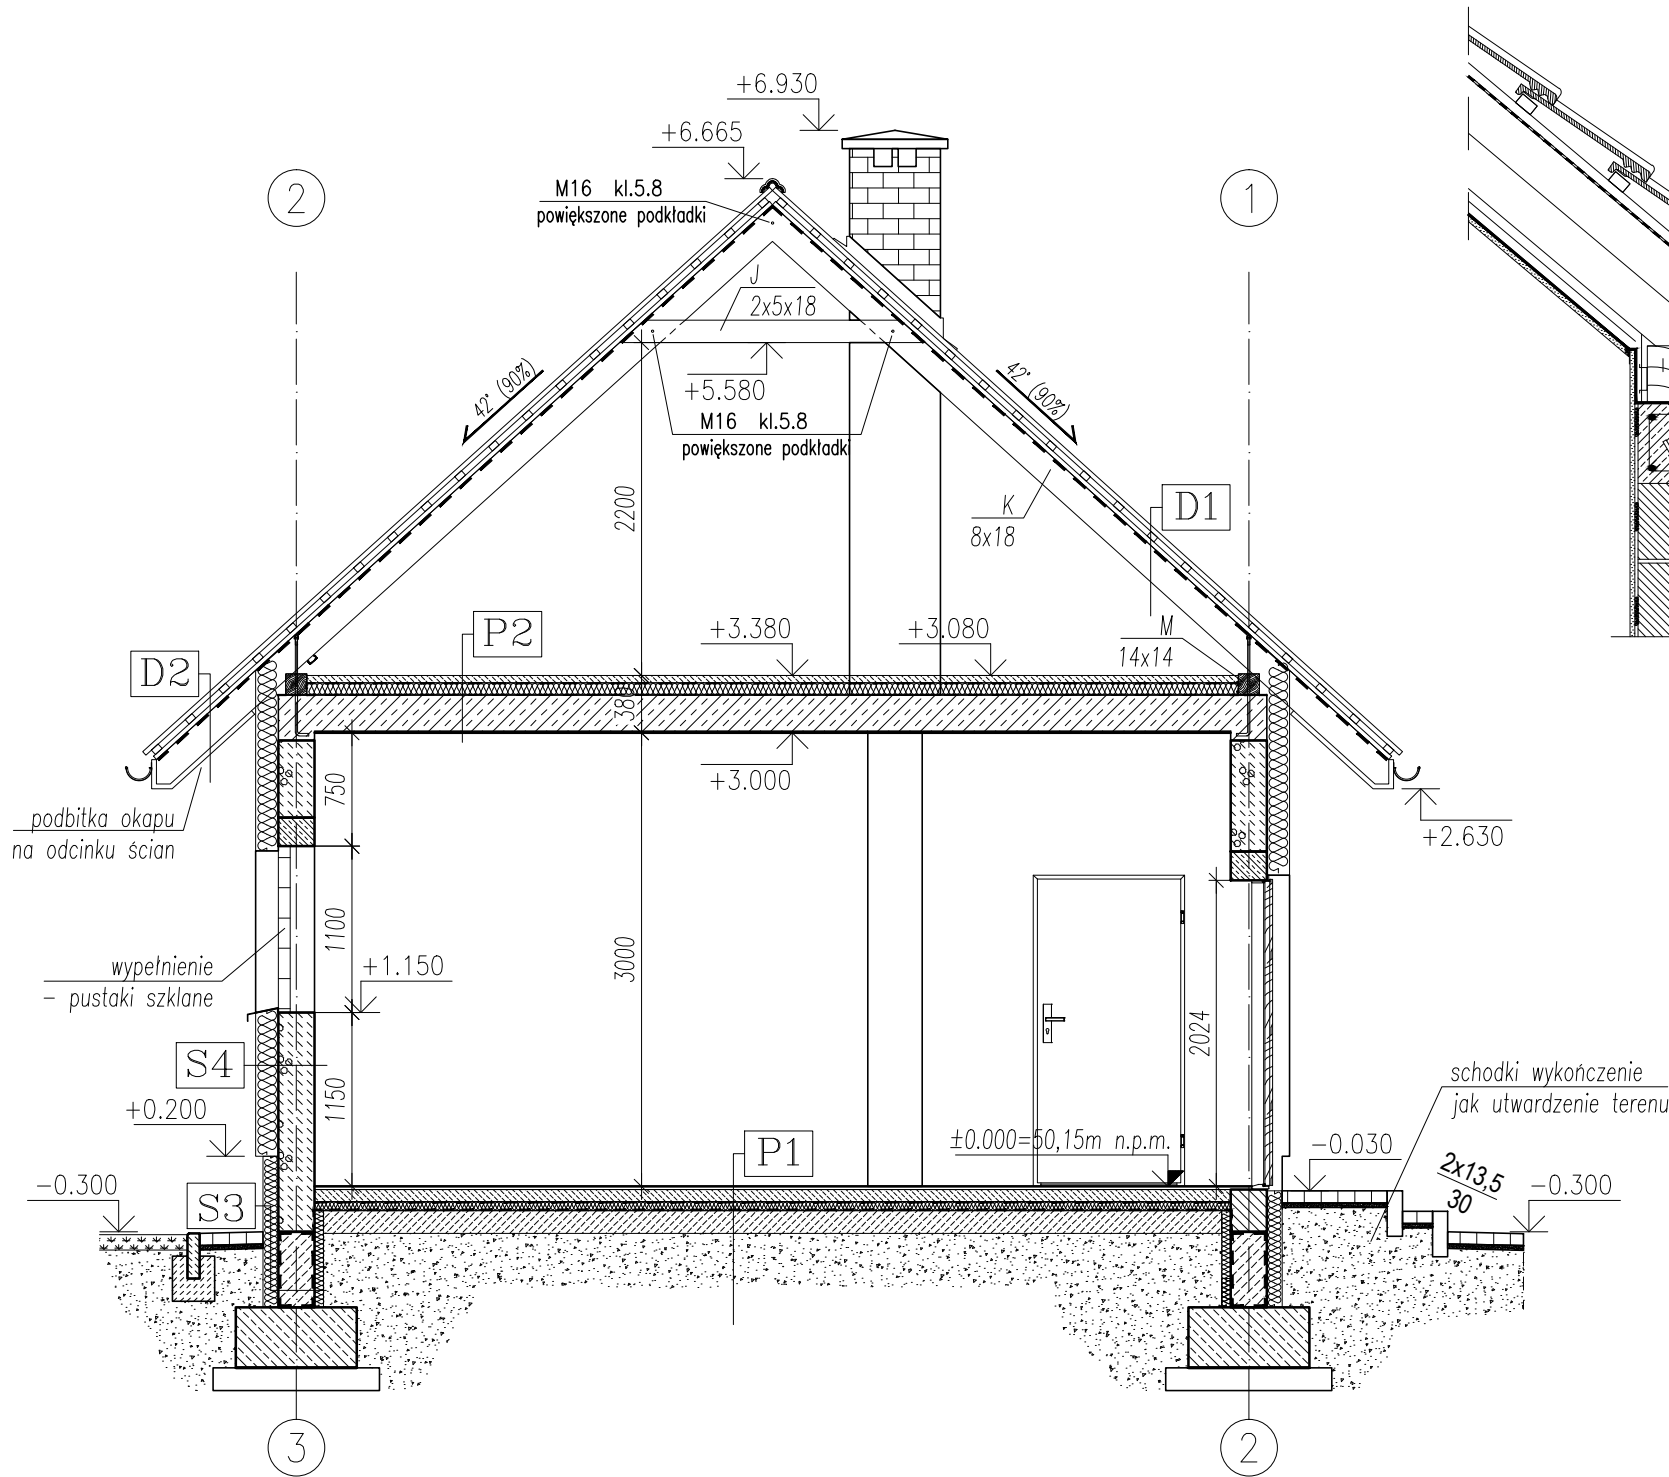 +6.930
+6.665
2
M16 kl.5.8
powiększone podkładki
1
J
2x5x18
42° (90%)
+5.580
42° (90%)
M16 kl.5.8
powiększone podkładki
2200
K
8x18
D1
P2
+3.380
+3.080
M
14x14
D2
380
+3.000
750
podbitka okapu
na odcinku ścian
+2.630
1100
3000
wypełnienie
- pustaki szklane
+1.150
2024
S4
1150
schodki wykończenie
jak utwardzenie terenu
+0.200
P1
±0.000=50,15m n.p.m.
-0.030
2x13,5
30
-0.300
S3
-0.300
3
2